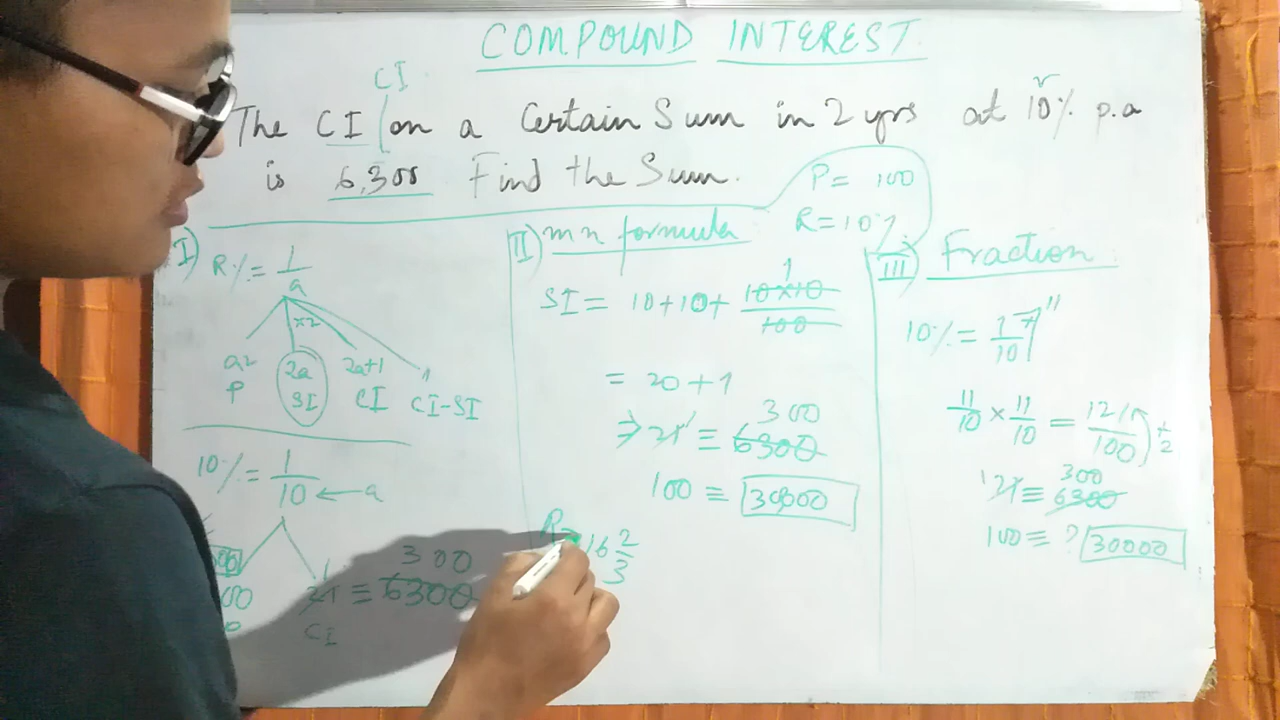 COMPOUND INTEREST
CI
The CI on a Certain Sum in 2 yrs at 10% p.a
is 6,300 Find the Sum.
P = 100
R = 10%
I) R% = 1/a
×2
a² 2a 2a+1 1
P SI CI CI-SI
10% = 1/10 ← a
300
21 ≡ 6300
CI
II) mn formula
1
SI = 10+10+ 10×10/100
= 20 + 1
300
⇒ 21 ≡ 6300
100 ≡ 30000
R = 16 2/3
III) Fraction
10% = 1/10 11
11/10 × 11/10 = 121/100
300
21 ≡ 6300
100 ≡ ? 30000